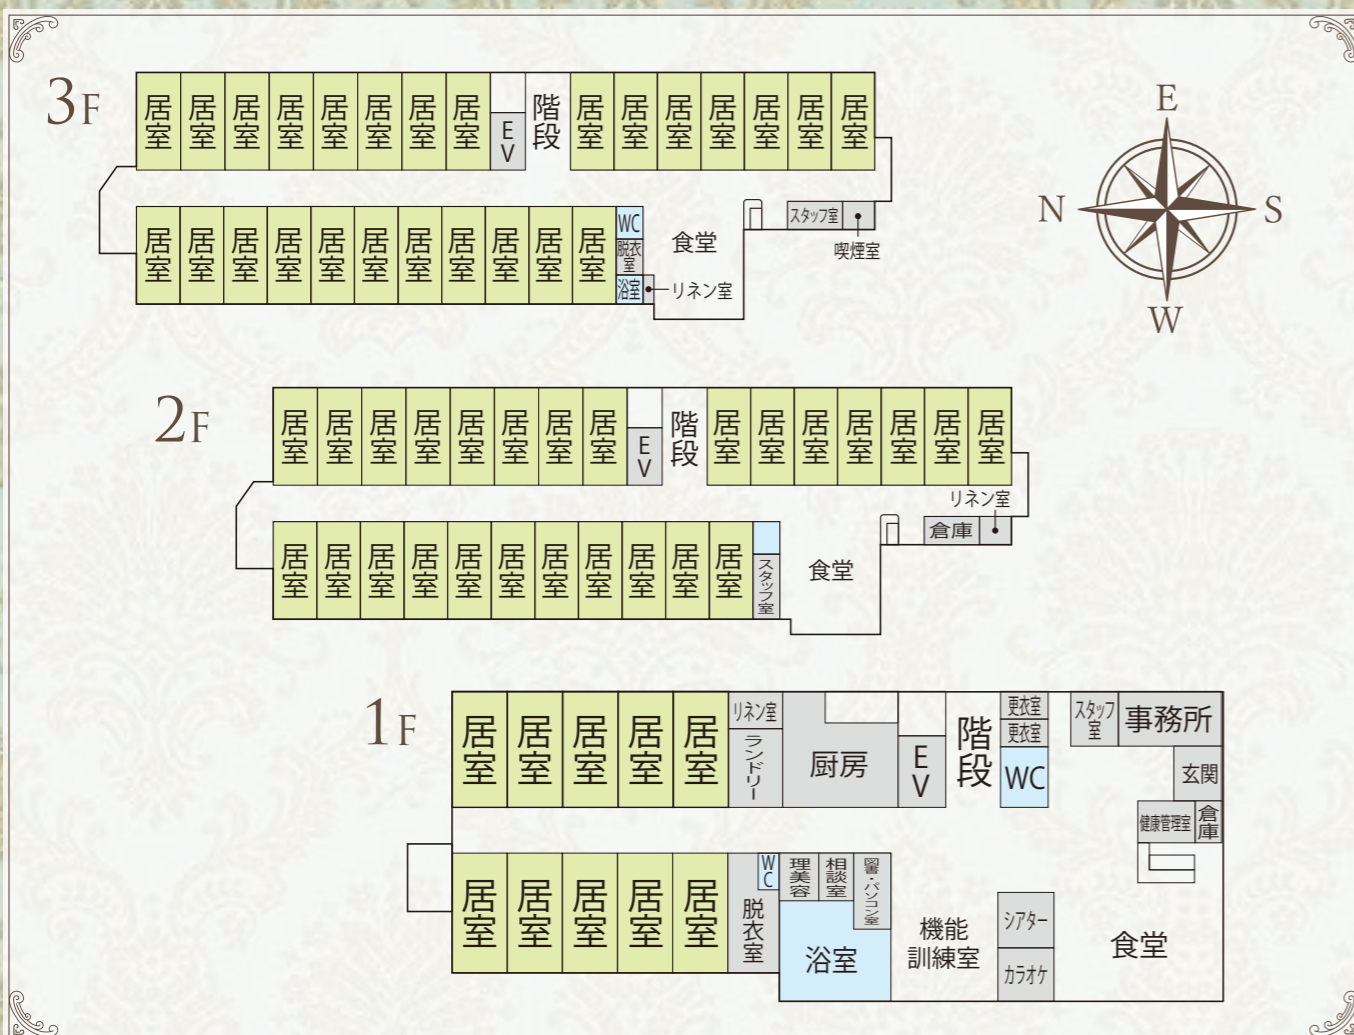 3F
居室 居室 居室 居室 居室 居室 居室 居室 EV 階段 居室 居室 居室 居室 居室 居室 居室
居室 居室 居室 居室 居室 居室 居室 居室 居室 居室 居室
WC
脱衣室
浴室
リネン室
食堂
スタッフ室
喫煙室
E
N
S
W
2F
居室 居室 居室 居室 居室 居室 居室 居室 EV 階段 居室 居室 居室 居室 居室 居室 居室
居室 居室 居室 居室 居室 居室 居室 居室 居室 居室 居室
スタッフ室
食堂
リネン室
倉庫
1F
居室 居室 居室 居室 居室
リネン室
ランドリー
厨房
EV
階段
更衣室
更衣室
WC
スタッフ室
事務所
玄関
健康管理室
倉庫
居室 居室 居室 居室 居室
WC
脱衣室
理美容
相談室
図書・パソコン室
浴室
機能
訓練室
シアター
カラオケ
食堂